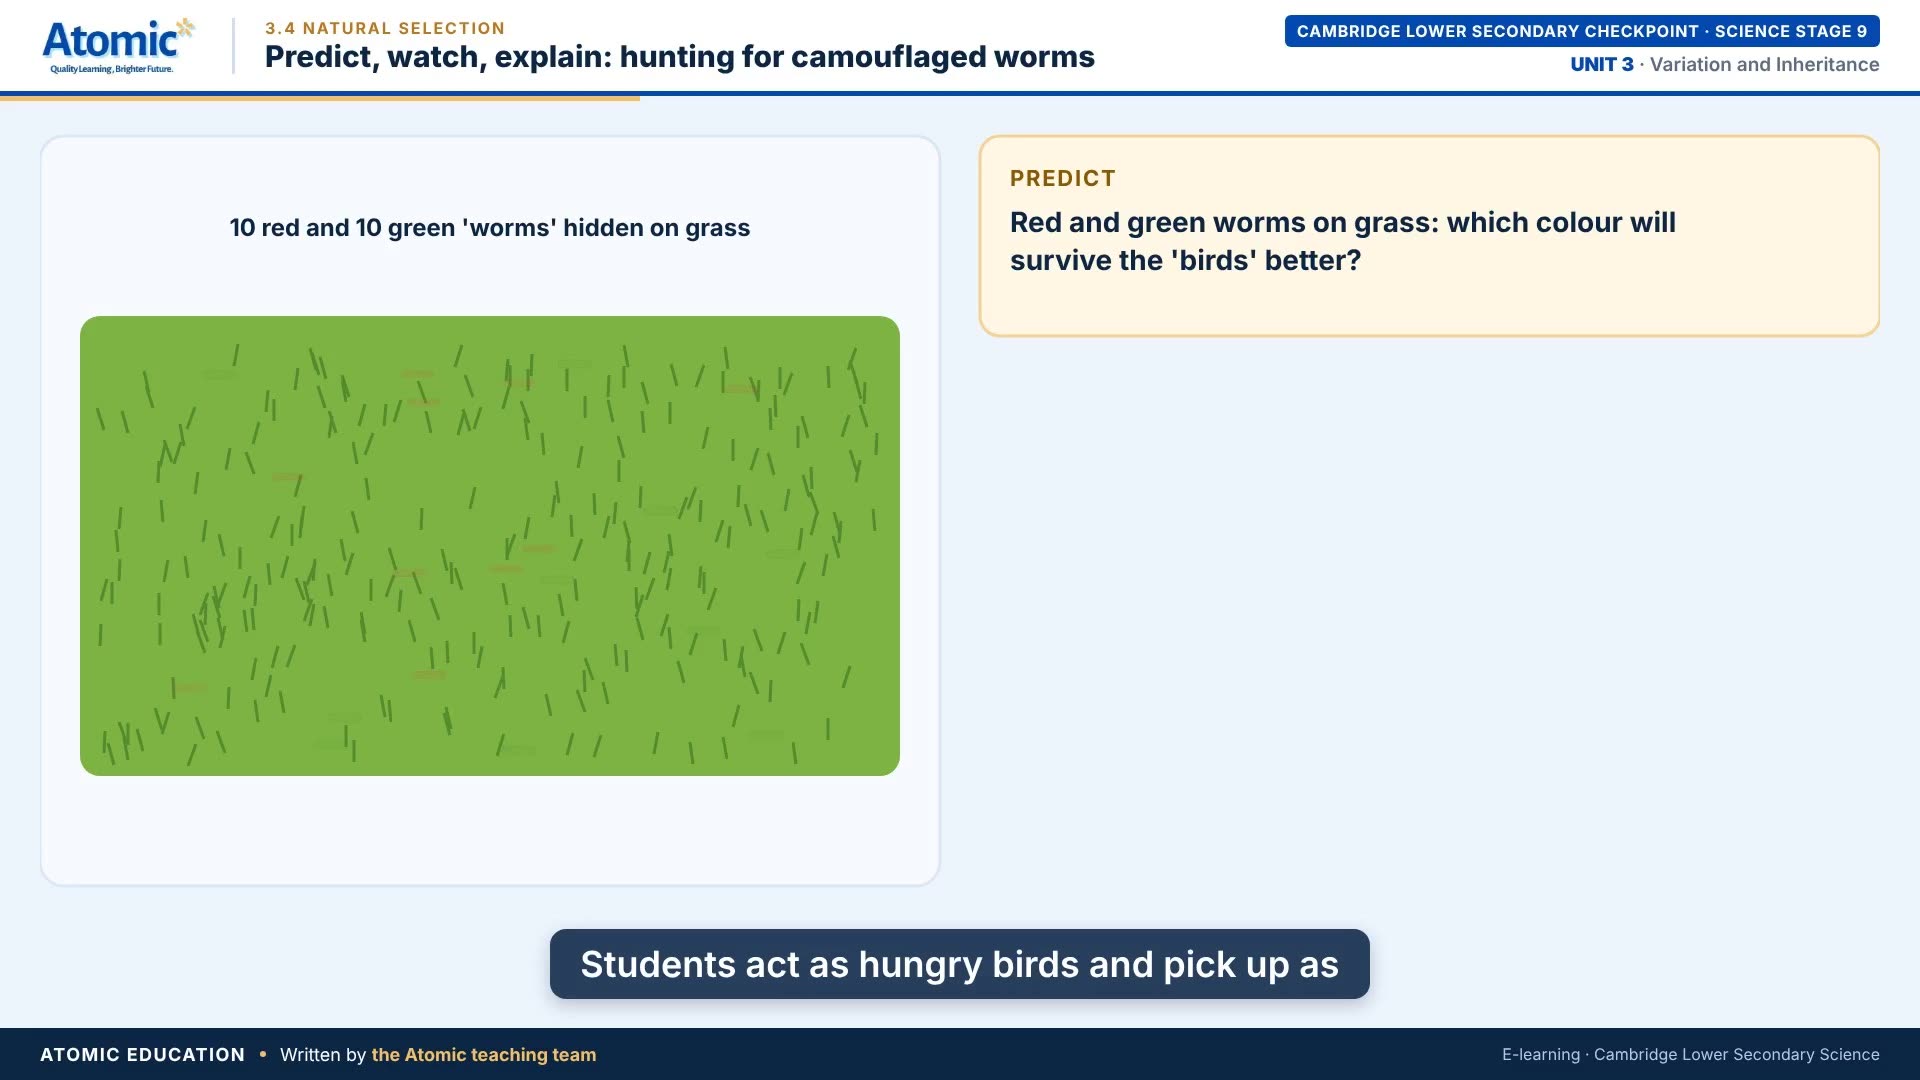 Atomic
Quality Learning, Brighter Future.
3.4 NATURAL SELECTION
Predict, watch, explain: hunting for camouflaged worms
CAMBRIDGE LOWER SECONDARY CHECKPOINT · SCIENCE STAGE 9
UNIT 3 · Variation and Inheritance
10 red and 10 green 'worms' hidden on grass
PREDICT
Red and green worms on grass: which colour will
survive the 'birds' better?
Students act as hungry birds and pick up as
ATOMIC EDUCATION • Written by the Atomic teaching team
E-learning · Cambridge Lower Secondary Science